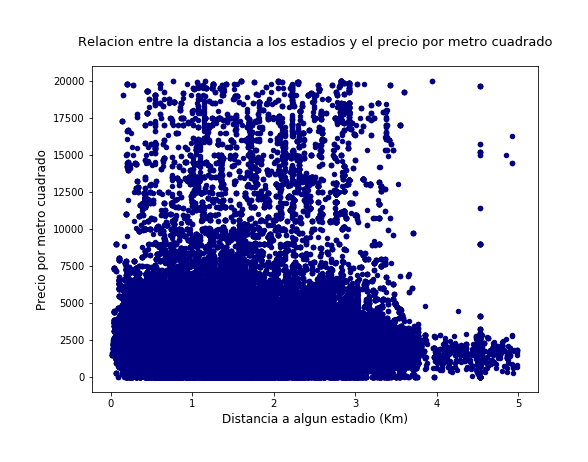 Relacion entre la distancia a los estadios y el precio por metro cuadrado
20000
17500
15000
12500
10000
7500
5000
2500
0
Precio por metro cuadrado
0 1 2 3 4 5
Distancia a algun estadio (Km)